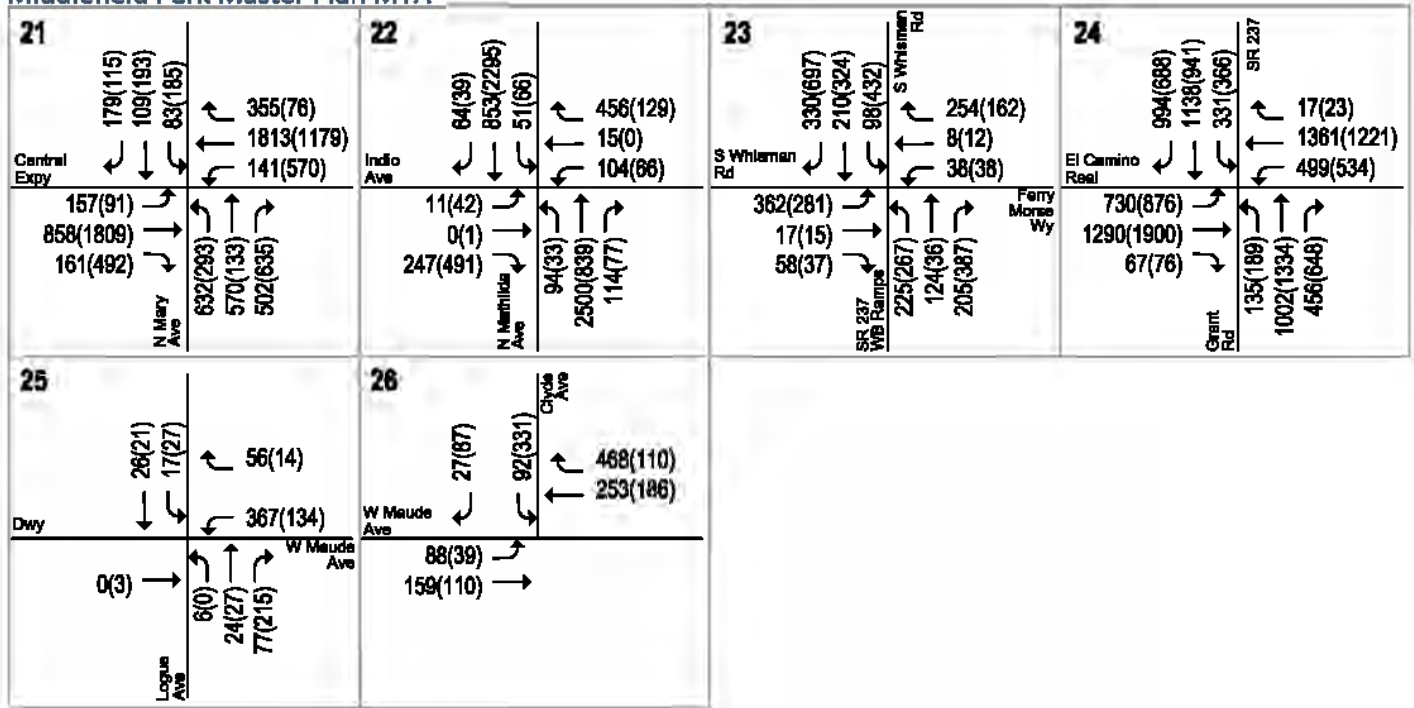 Middlefield Park Master Plan MTA
21
179(115)
109(193)
83(185)
355(76)
1813(1179)
141(570)
Central
Expy
157(91)
858(1809)
161(492)
632(293)
570(133)
502(635)
N Mary
Ave
22
64(39)
853(2295)
51(66)
456(129)
15(0)
104(66)
Indio
Ave
11(42)
0(1)
247(491)
94(33)
2500(839)
114(77)
N Mathilda
Ave
23
330(697)
210(324)
98(432)
S Whisman
Rd
254(162)
8(12)
38(38)
S Whisman
Rd
Ferry
Morse
Wy
362(281)
17(15)
58(37)
225(267)
124(36)
205(387)
SR 237
WB Ramps
24
994(688)
1138(941)
331(366)
SR 237
17(23)
1361(1221)
499(534)
El Camino
Real
730(876)
1290(1900)
67(76)
135(189)
1002(1334)
456(648)
Grant
Rd
25
26(21)
17(27)
56(14)
367(134)
Dwy
W Maude
Ave
0(3)
6(0)
24(27)
77(215)
Logue
Ave
26
27(87)
92(331)
Clyde
Ave
468(110)
253(186)
W Maude
Ave
88(39)
159(110)